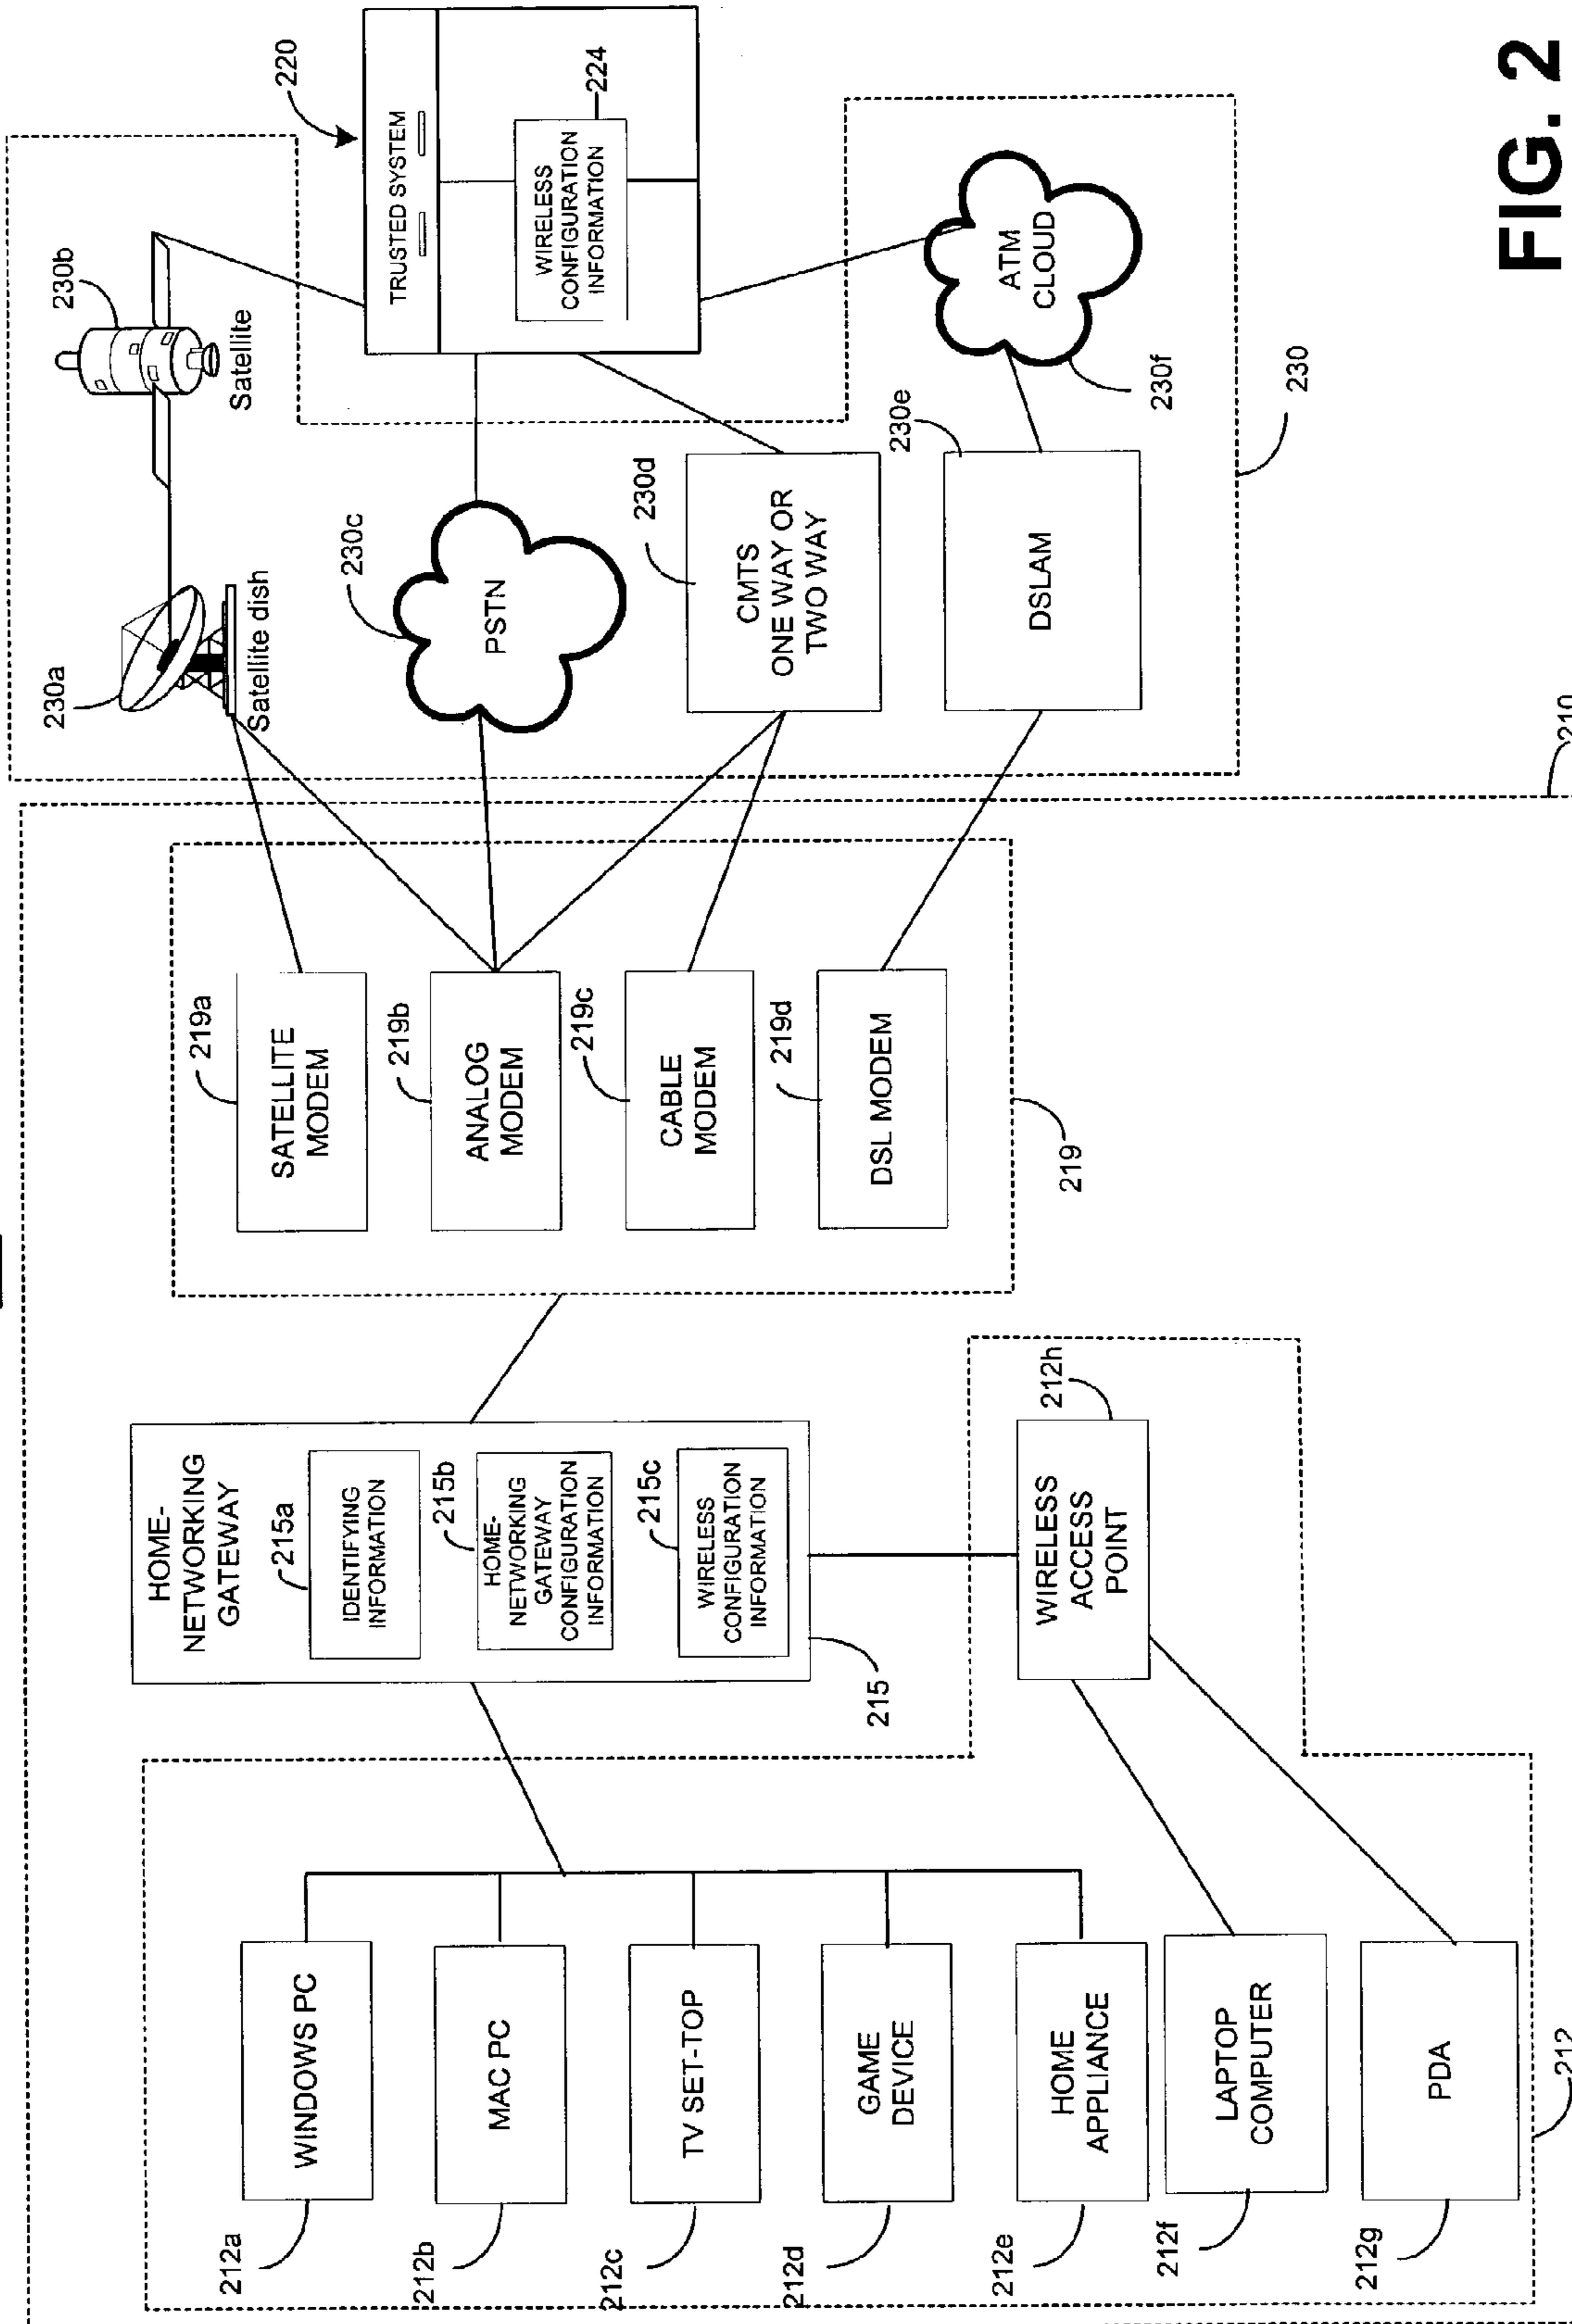 212a
WINDOWS PC
212b
MAC PC
212c
TV SET-TOP
212d
GAME
DEVICE
212e
HOME
APPLIANCE
212f
LAPTOP
COMPUTER
212g
PDA
212
HOME-
NETWORKING
GATEWAY
215a
IDENTIFYING
INFORMATION
215b
HOME-
NETWORKING
GATEWAY
CONFIGURATION
INFORMATION
215c
WIRELESS
CONFIGURATION
INFORMATION
215
212h
WIRELESS
ACCESS
POINT
219a
SATELLITE
MODEM
219b
ANALOG
MODEM
219c
CABLE
MODEM
219d
DSL MODEM
219
210
230a
Satellite dish
230b
Satellite
230c
PSTN
230d
CMTS
ONE WAY OR
TWO WAY
230e
DSLAM
230f
ATM
CLOUD
230
220
TRUSTED SYSTEM
224
WIRELESS
CONFIGURATION
INFORMATION
FIG. 2